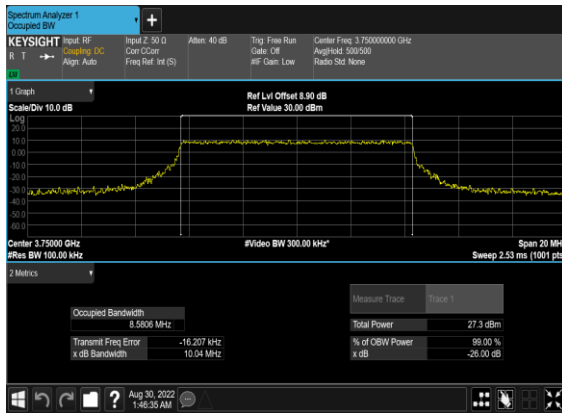 Spectrum Analyzer 1
Occupied BW
+
KEYSIGHT Input: RF Input Z: 50 Ω Atten: 40 dB Trig: Free Run Center Freq: 3.750000000 GHz
R T Coupling: DC Corr CCorr Gate: Off Avg|Hold: 500/500
Align: Auto Freq Ref: Int (S) #IF Gain: Low Radio Std: None
LXI
1 Graph
Ref Lvl Offset 8.90 dB
Scale/Div 10.0 dB Ref Value 30.00 dBm
Log
20.0
10.0
0.00
-10.0
-20.0
-30.0
-40.0
-50.0
-60.0
Center 3.75000 GHz #Video BW 300.00 kHz* Span 20 MH
#Res BW 100.00 kHz Sweep 2.53 ms (1001 pts
2 Metrics
Measure Trace Trace 1
Occupied Bandwidth
8.5806 MHz Total Power 27.3 dBm
Transmit Freq Error -16.207 kHz % of OBW Power 99.00 %
x dB Bandwidth 10.04 MHz x dB -26.00 dB
? Aug 30, 2022
1:46:35 AM